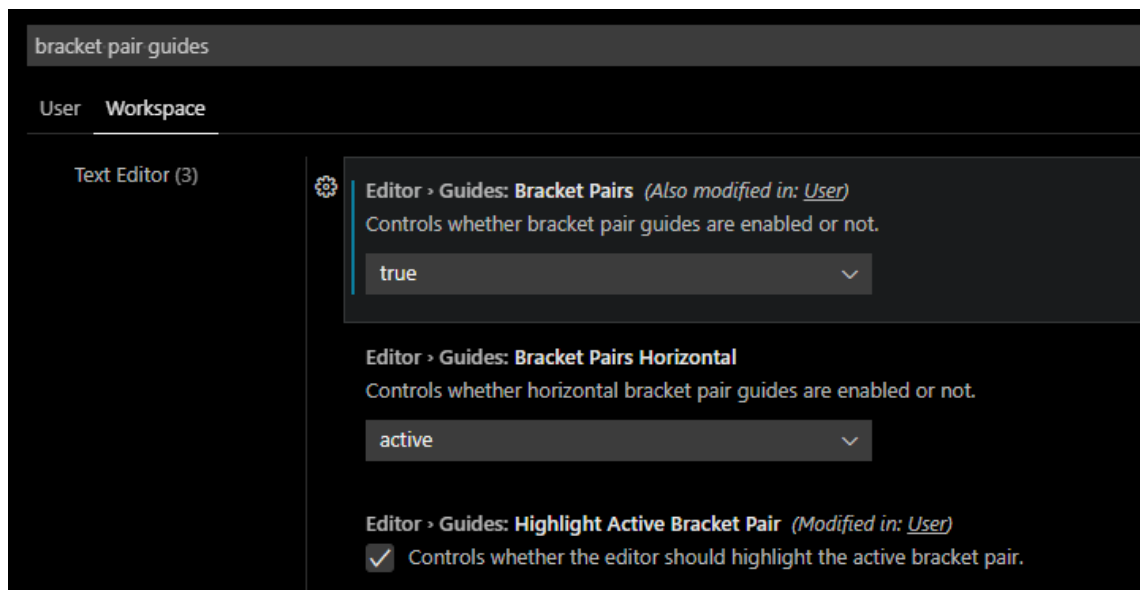 bracket pair guides
User Workspace
Text Editor (3)
Editor › Guides: Bracket Pairs (Also modified in: User)
Controls whether bracket pair guides are enabled or not.
true
Editor › Guides: Bracket Pairs Horizontal
Controls whether horizontal bracket pair guides are enabled or not.
active
Editor › Guides: Highlight Active Bracket Pair (Modified in: User)
Controls whether the editor should highlight the active bracket pair.